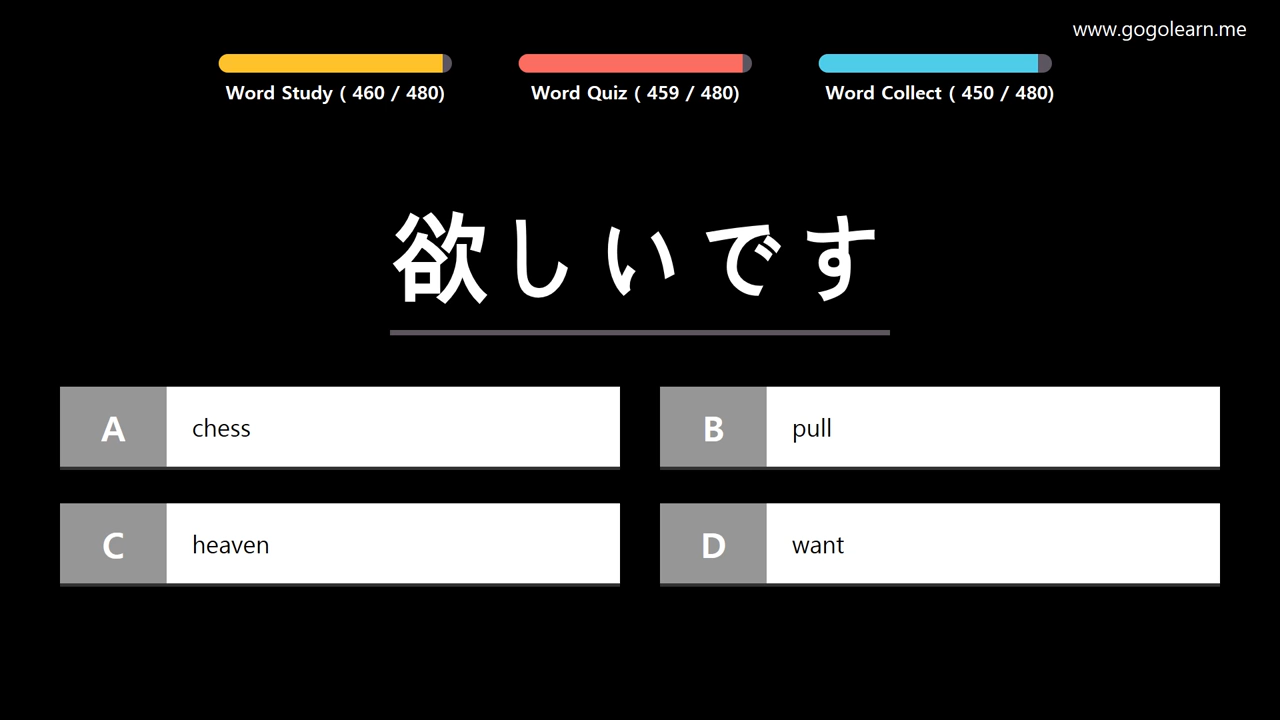 www.gogolearn.me
Word Study ( 460 / 480)
Word Quiz ( 459 / 480)
Word Collect ( 450 / 480)
欲しいです
A chess
B pull
C heaven
D want